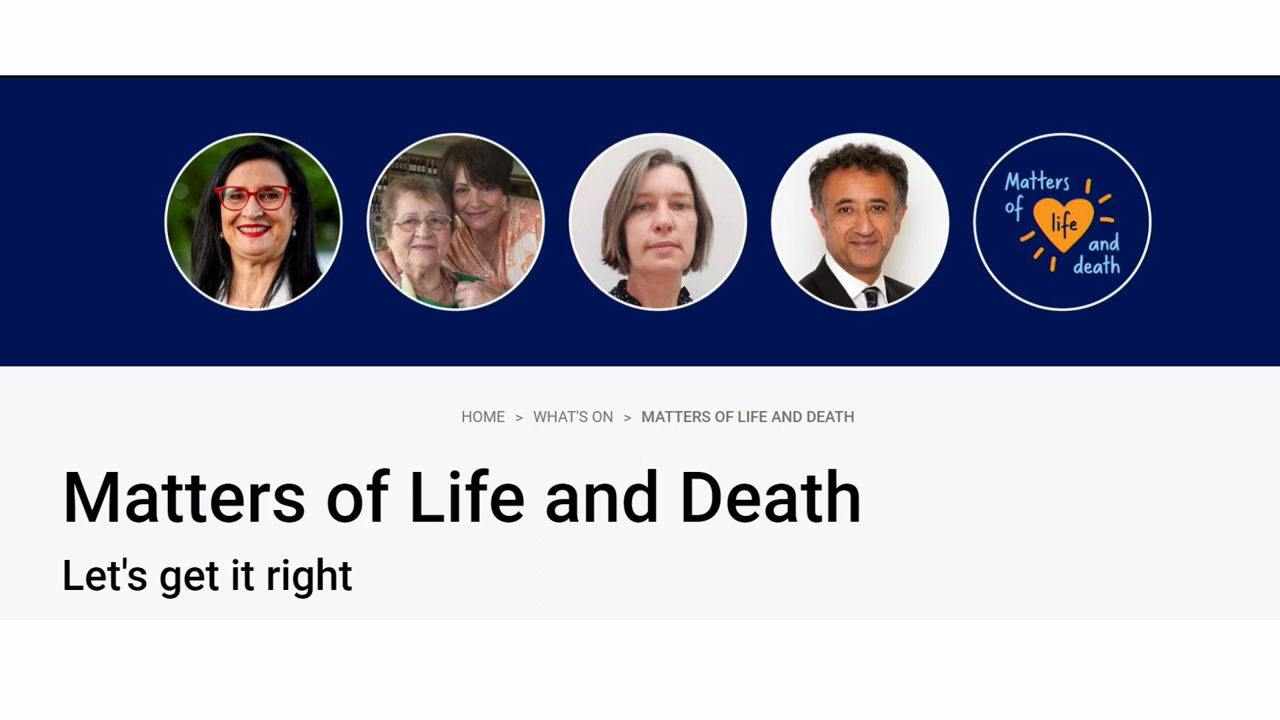 Matters
of
life
and
death
HOME > WHAT'S ON > MATTERS OF LIFE AND DEATH
Matters of Life and Death
Let's get it right